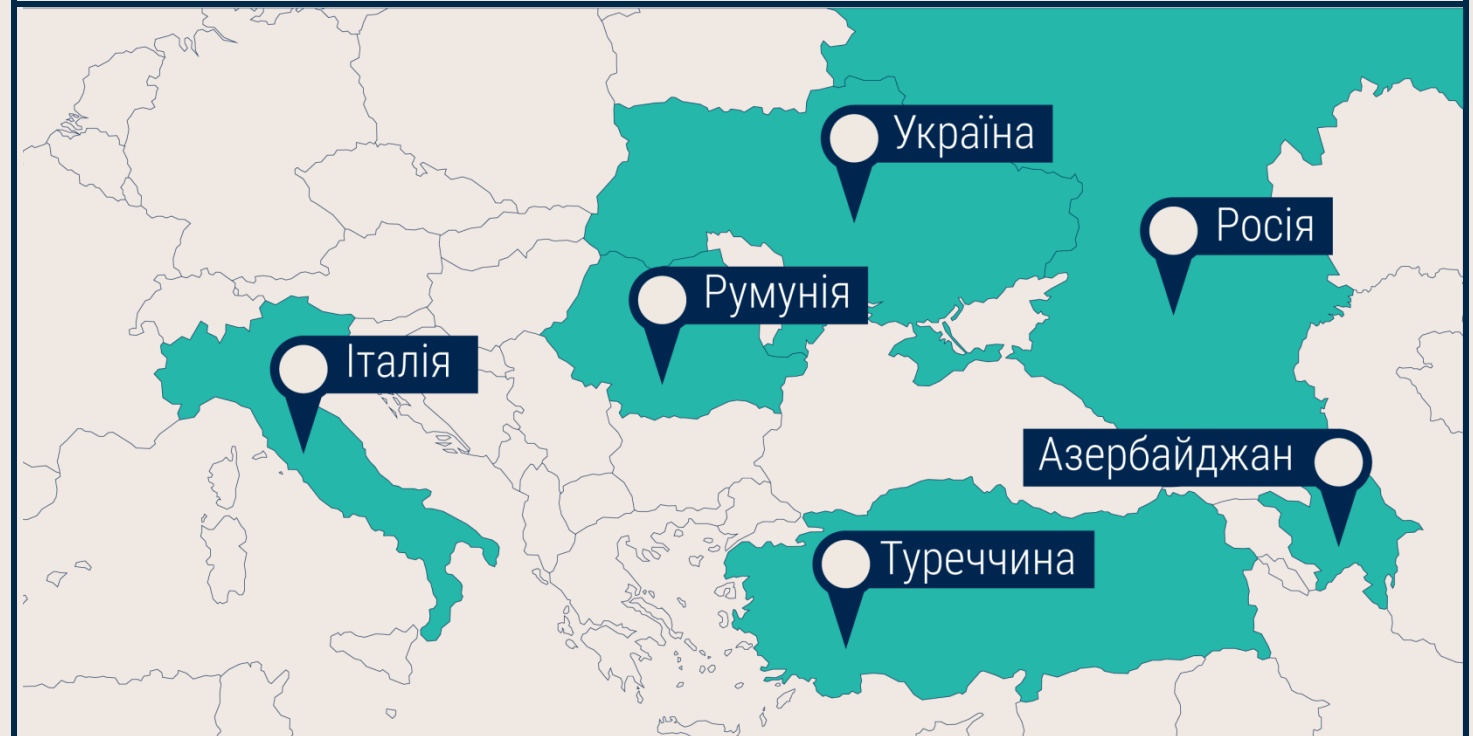 Україна
Росія
Румунія
Італія
Азербайджан
Туреччина